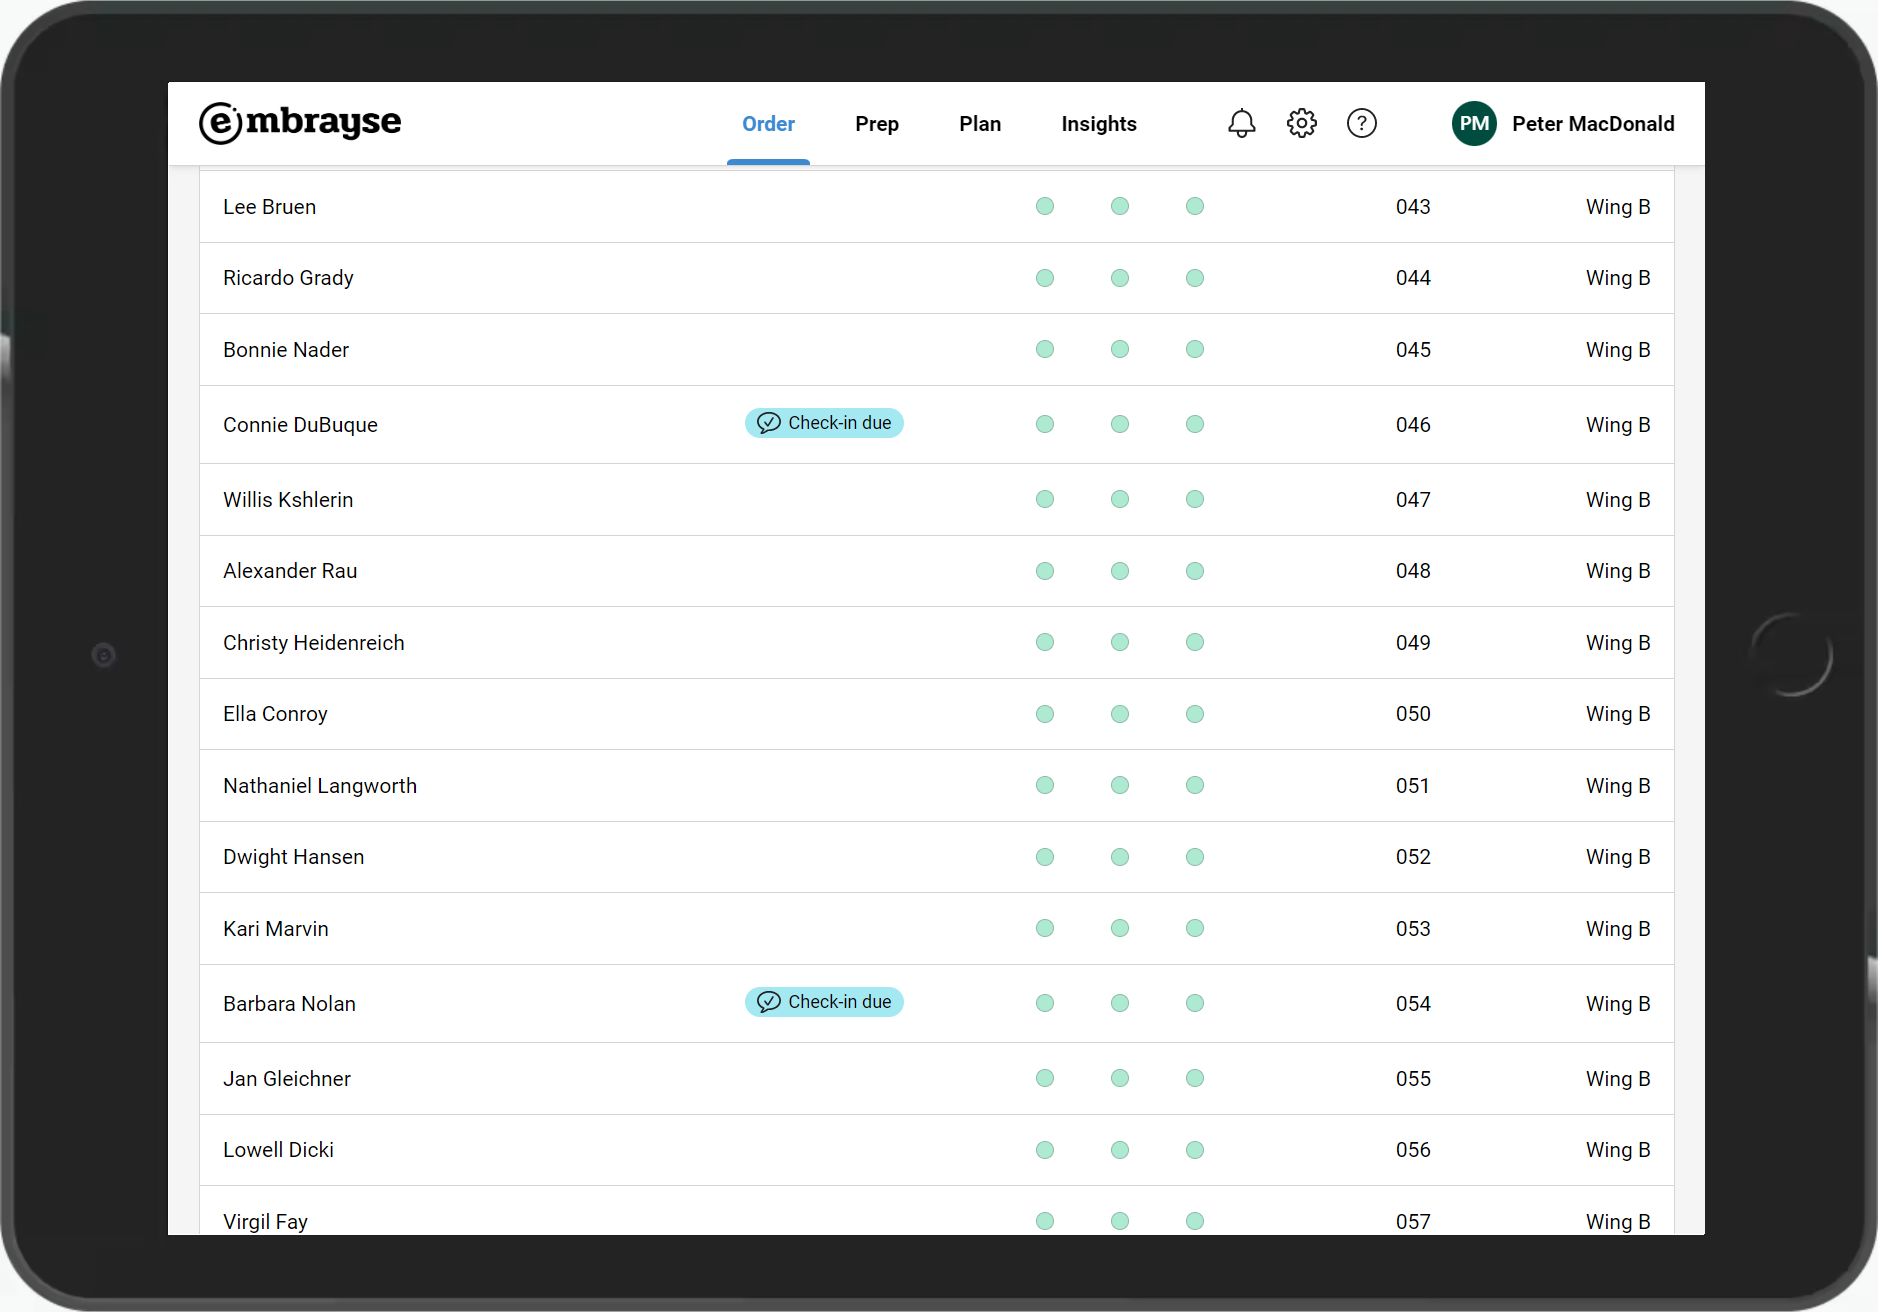 embrayse Order Prep Plan Insights ? PM Peter MacDonald
Lee Bruen 043 Wing B
Ricardo Grady 044 Wing B
Bonnie Nader 045 Wing B
Connie DuBuque Check-in due 046 Wing B
Willis Kshlerin 047 Wing B
Alexander Rau 048 Wing B
Christy Heidenreich 049 Wing B
Ella Conroy 050 Wing B
Nathaniel Langworth 051 Wing B
Dwight Hansen 052 Wing B
Kari Marvin 053 Wing B
Barbara Nolan Check-in due 054 Wing B
Jan Gleichner 055 Wing B
Lowell Dicki 056 Wing B
Virgil Fay 057 Wing B